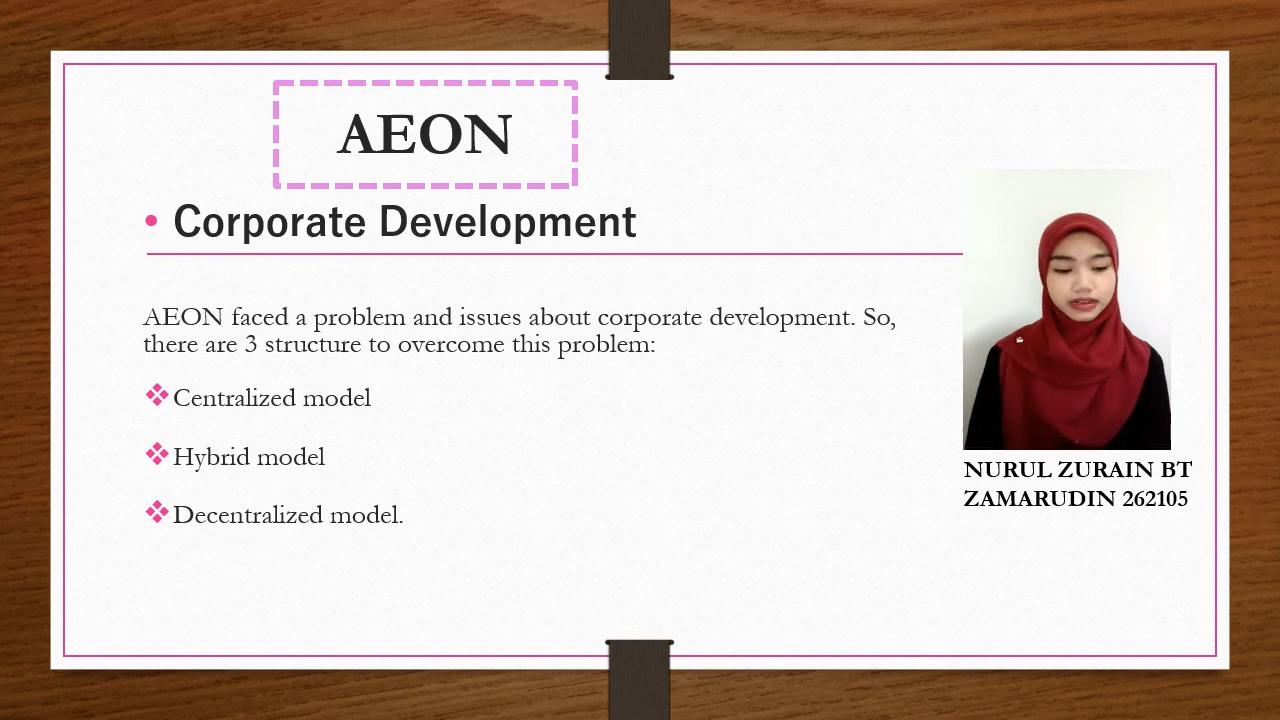 AEON
• Corporate Development
AEON faced a problem and issues about corporate development. So,
there are 3 structure to overcome this problem:
❖Centralized model
❖Hybrid model
❖Decentralized model.
NURUL ZURAIN BT
ZAMARUDIN 262105